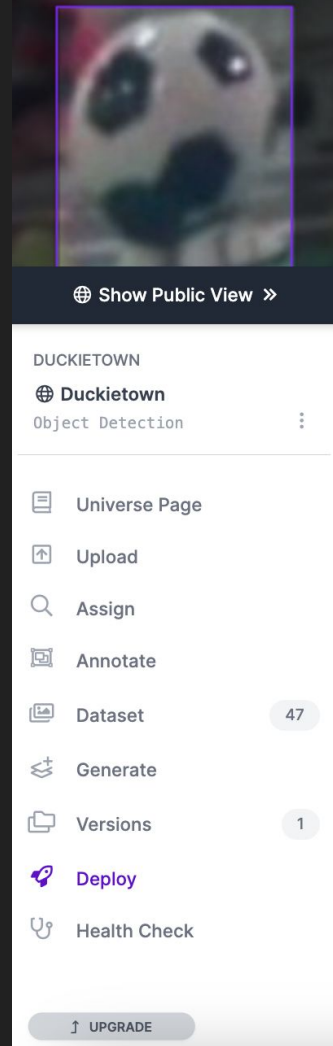 Show Public View »
DUCKIETOWN
Duckietown
Object Detection
Universe Page
Upload
Assign
Annotate
Dataset 47
Generate
Versions 1
Deploy
Health Check
UPGRADE